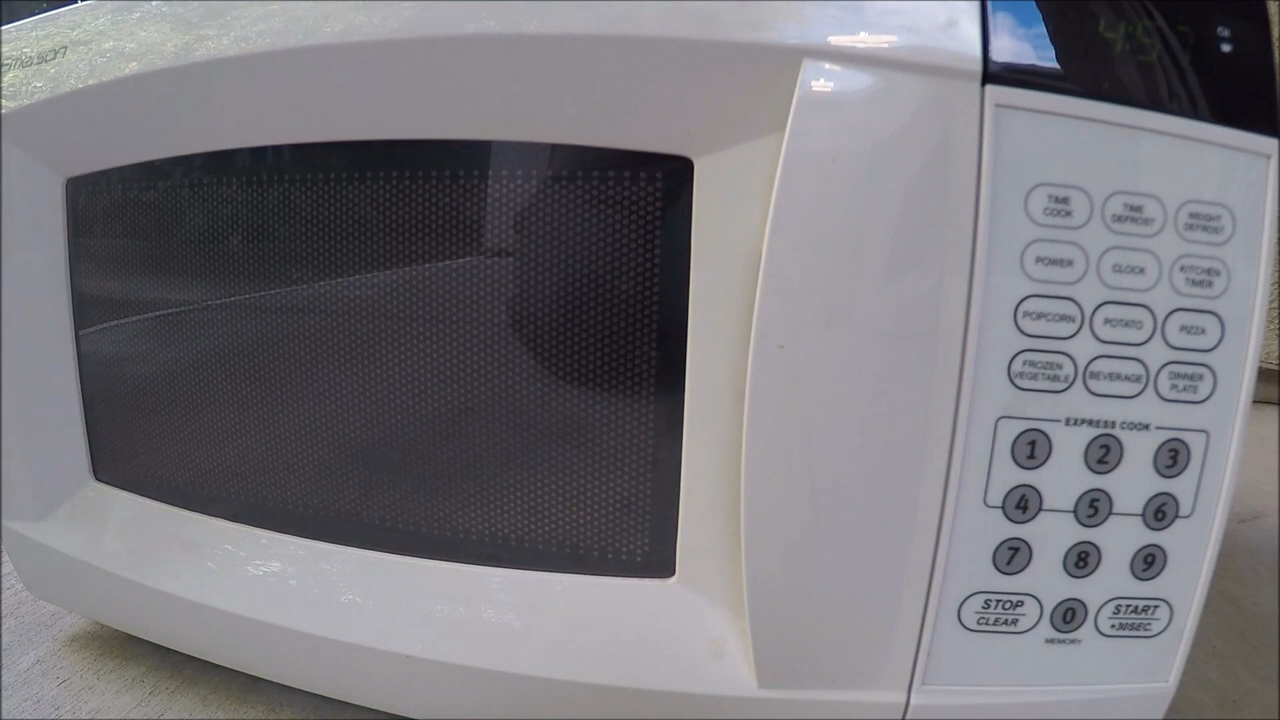 TIME
COOK
TIME
DEFROST
WEIGHT
DEFROST
POWER
CLOCK
KITCHEN
TIMER
POPCORN
POTATO
PIZZA
FROZEN
VEGETABLE
BEVERAGE
DINNER
PLATE
EXPRESS COOK
1 2 3
4 5 6
7 8 9
STOP
CLEAR
0
MEMORY
START
+30SEC.